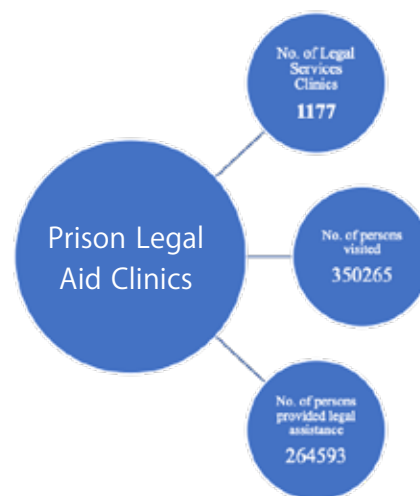 No. of Legal
Services
Clinics
1177
Prison Legal
Aid Clinics
No. of persons
visited
350265
No. of persons
provided legal
assistance
264593